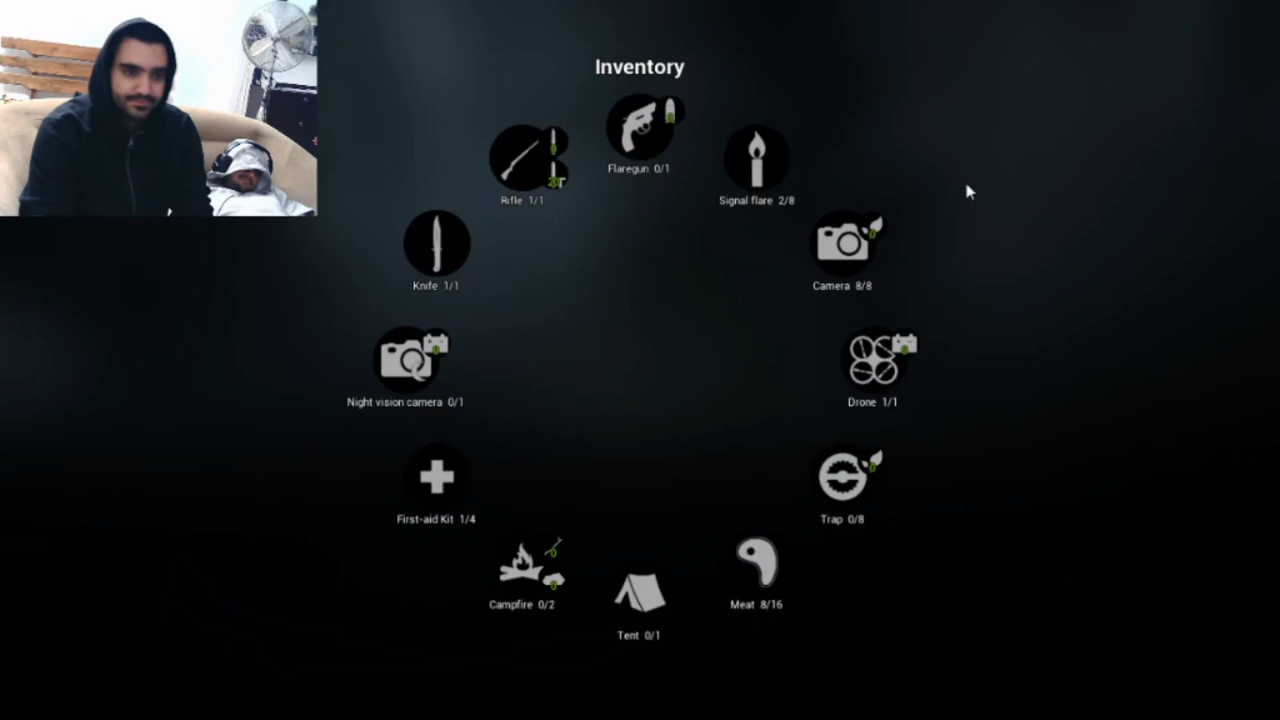 Inventory
Flaregun 0/1
Rifle 1/1
Signal flare 2/8
Knife 1/1
Camera 8/8
Night vision camera 0/1
Drone 1/1
First-aid Kit 1/4
Trap 0/8
Campfire 0/2
Meat 8/16
Tent 0/1